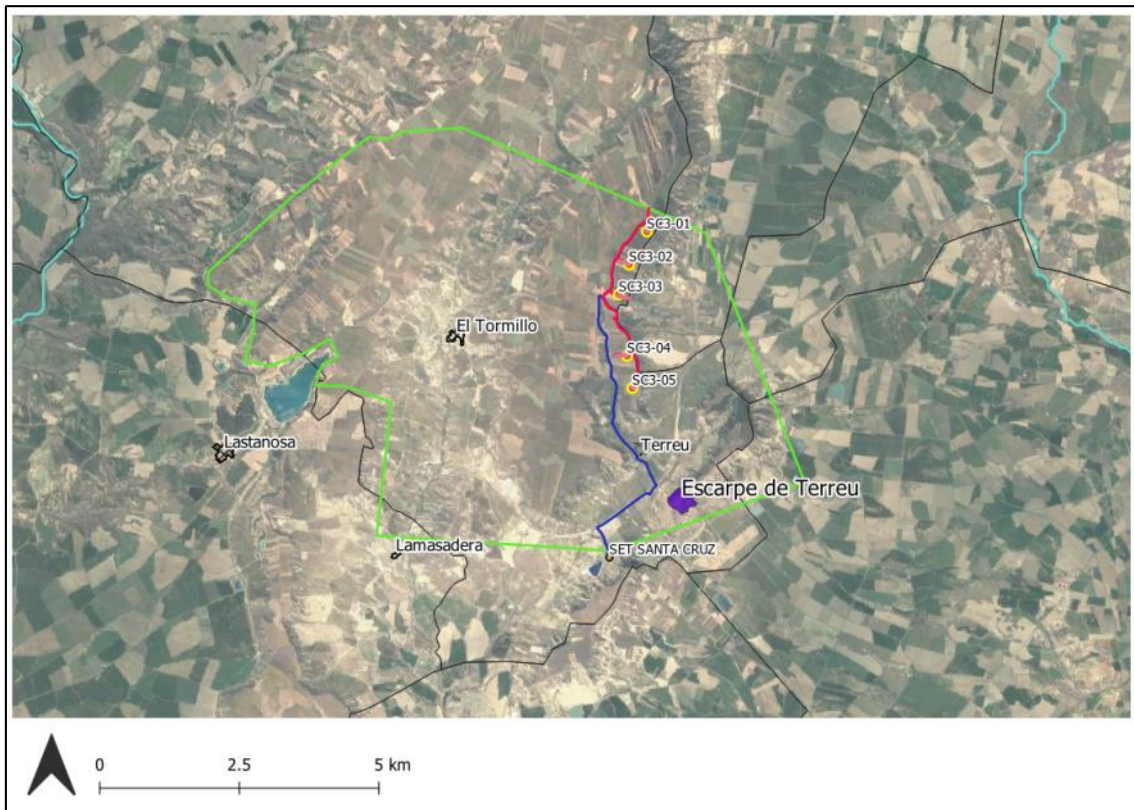 SC3-01
SC3-02
SC3-03
El Tormillo
SC3-04
SC3-05
Lastanosa
Terreu
Escarpe de Terreu
Lamasadera
SET SANTA CRUZ
0 2.5 5 km